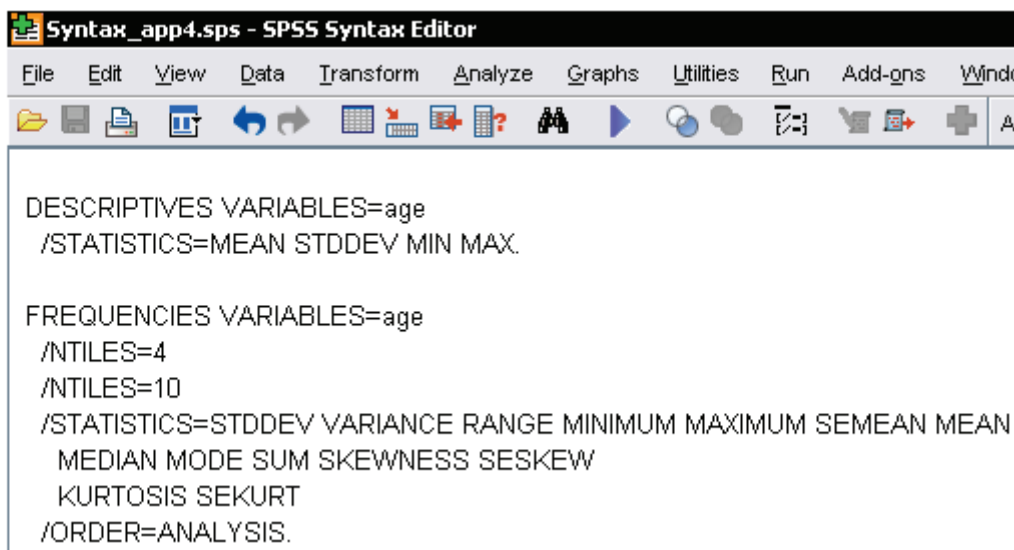 Syntax_app4.sps - SPSS Syntax Editor
File Edit View Data Transform Analyze Graphs Utilities Run Add-ons
A
DESCRIPTIVES VARIABLES=age
/STATISTICS=MEAN STDDEV MIN MAX.
FREQUENCIES VARIABLES=age
/NTILES=4
/NTILES=10
/STATISTICS=STDDEV VARIANCE RANGE MINIMUM MAXIMUM SEMEAN MEAN
MEDIAN MODE SUM SKEWNESS SESKEW
KURTOSIS SEKURT
/ORDER=ANALYSIS.